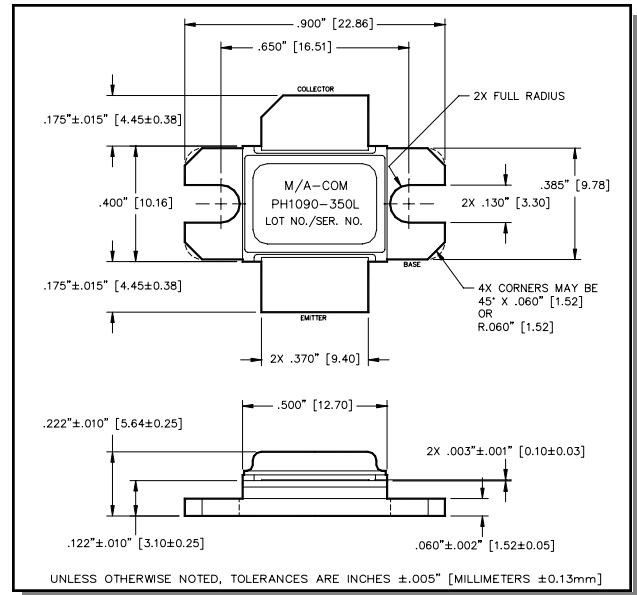 .900" [22.86]
.650" [16.51]
COLLECTOR
2X FULL RADIUS
.175"±.015" [4.45±0.38]
M/A-COM
PH1090-350L
LOT NO./SER. NO.
.400" [10.16]
2X .130" [3.30]
.385" [9.78]
BASE
.175"±.015" [4.45±0.38]
4X CORNERS MAY BE
45° X .060" [1.52]
OR
R.060" [1.52]
EMITTER
2X .370" [9.40]
.500" [12.70]
.222"±.010" [5.64±0.25]
2X .003"±.001" [0.10±0.03]
.122"±.010" [3.10±0.25]
.060"±.002" [1.52±0.05]
UNLESS OTHERWISE NOTED, TOLERANCES ARE INCHES ±.005" [MILLIMETERS ±0.13mm]